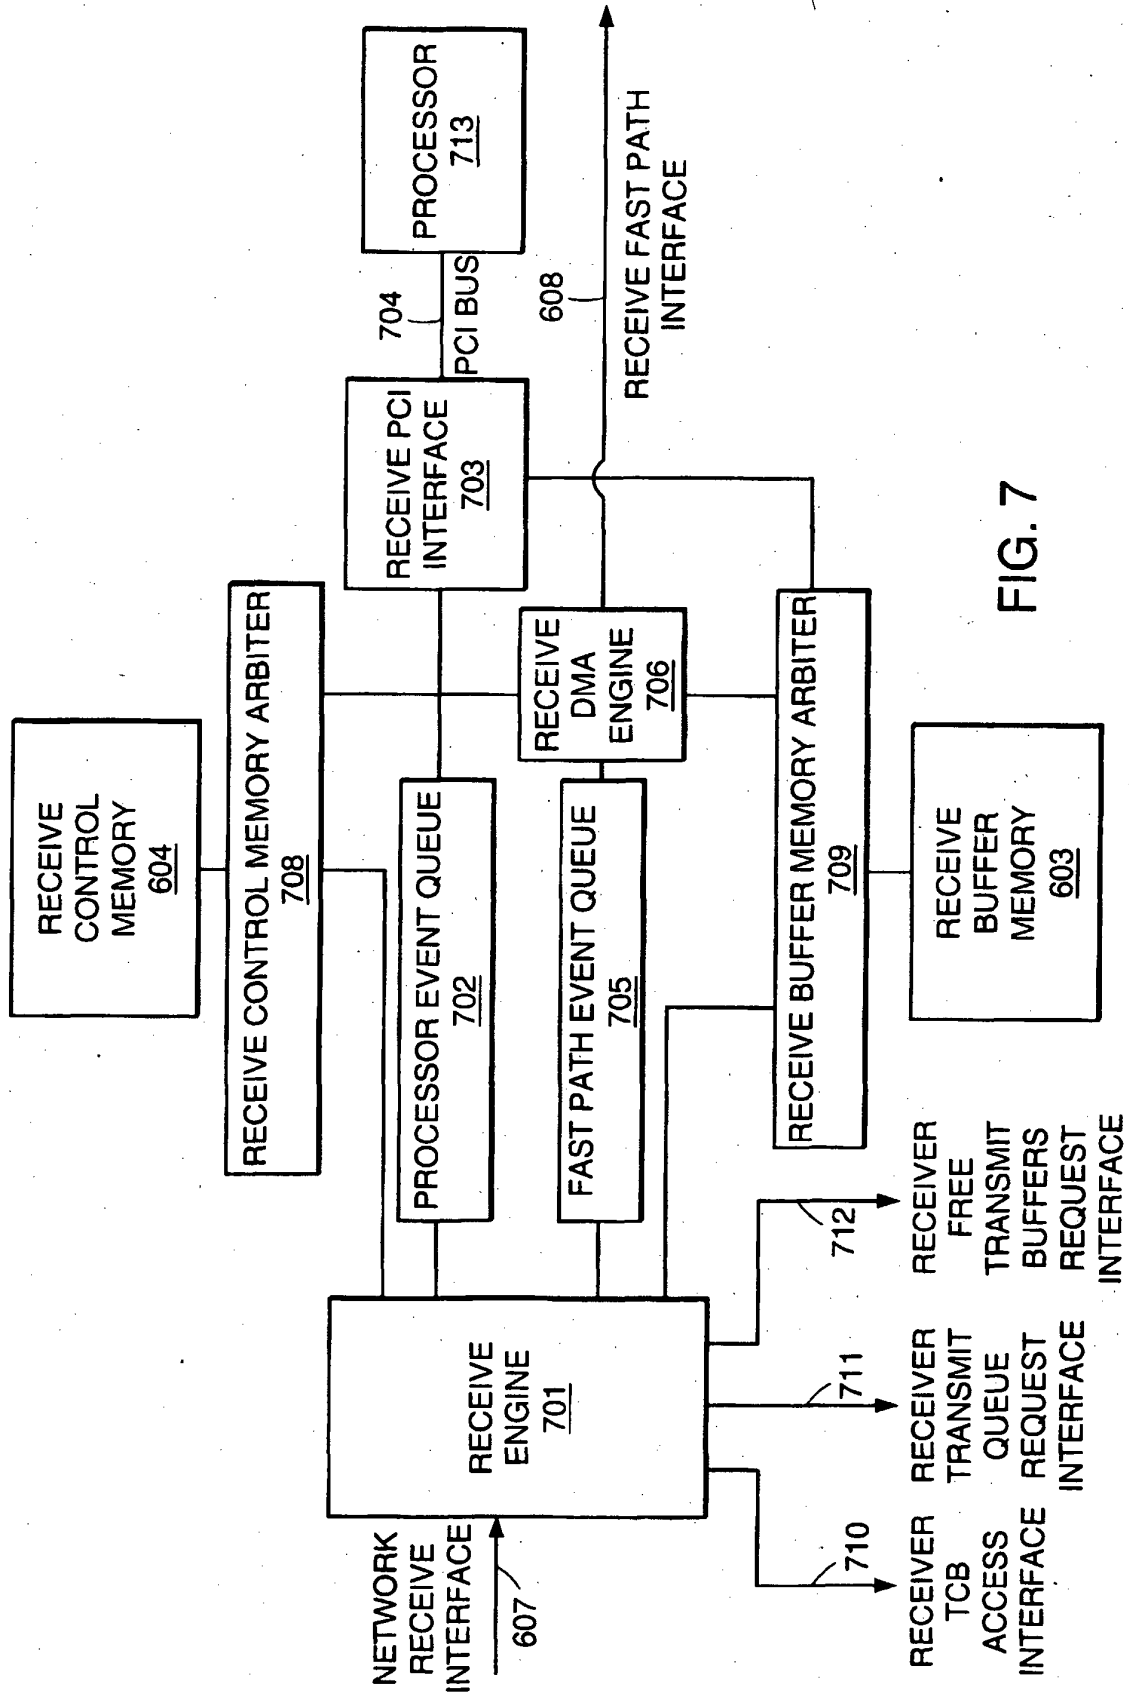 RECEIVE
CONTROL
MEMORY
604
RECEIVE CONTROL MEMORY ARBITER
708
NETWORK
RECEIVE
INTERFACE
607
RECEIVE
ENGINE
701
PROCESSOR EVENT QUEUE
702
RECEIVE PCI
INTERFACE
703
704
PCI BUS
PROCESSOR
713
FAST PATH EVENT QUEUE
705
RECEIVE
DMA
ENGINE
706
608
RECEIVE FAST PATH
INTERFACE
RECEIVE BUFFER MEMORY ARBITER
709
RECEIVE
BUFFER
MEMORY
603
710
RECEIVER
TCB
ACCESS
INTERFACE
711
RECEIVER
TRANSMIT
QUEUE
REQUEST
INTERFACE
712
RECEIVER
FREE
TRANSMIT
BUFFERS
REQUEST
INTERFACE
FIG. 7